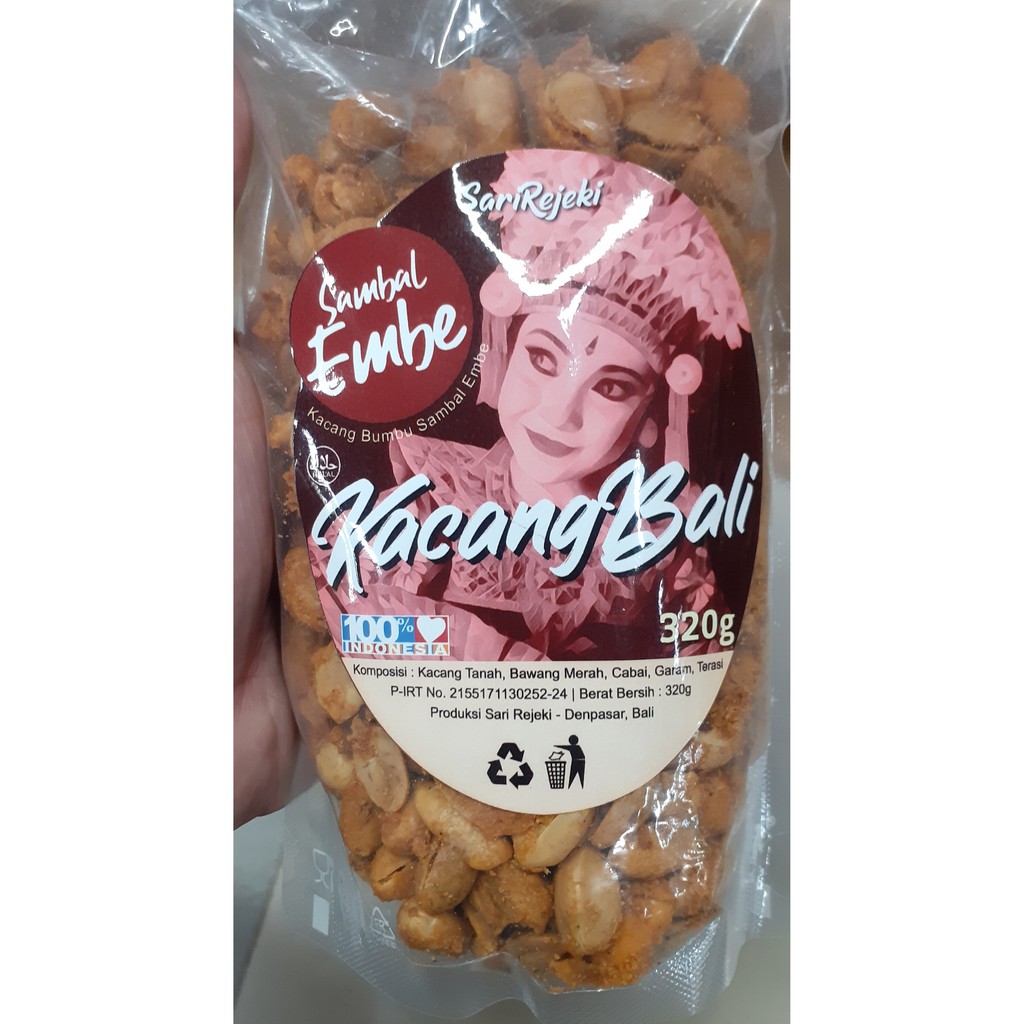 SariRejeki
Sambal
Embe
Kacang Bumbu Sambal Embe
حلال
HALAL
KacangBali
100%
INDONESIA
320g
Komposisi : Kacang Tanah, Bawang Merah, Cabai, Garam, Terasi
P-IRT No. 2155171130252-24 | Berat Bersih : 320g
Produksi Sari Rejeki - Denpasar, Bali